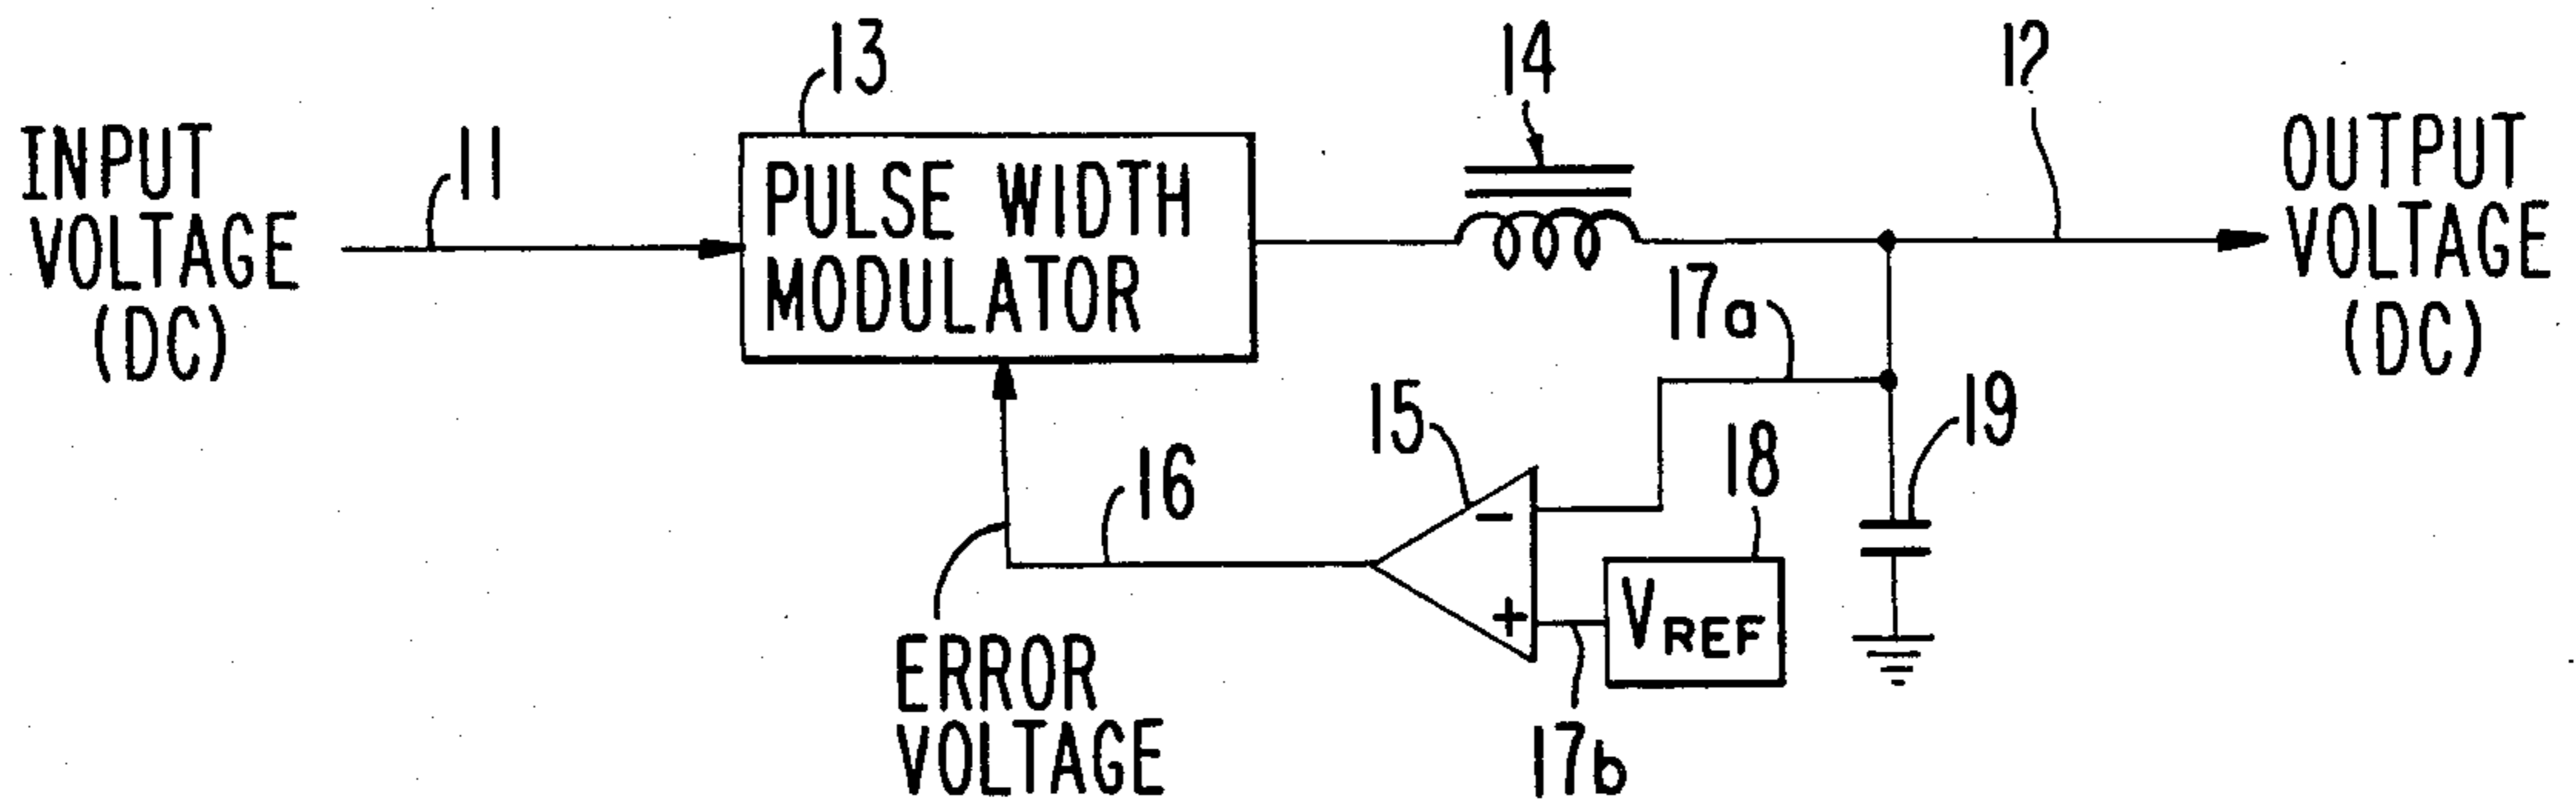 13
14
12
INPUT
VOLTAGE
(DC)
11
PULSE WIDTH
MODULATOR
OUTPUT
VOLTAGE
(DC)
17a
15
-
+
16
18
VREF
19
ERROR
VOLTAGE
17b